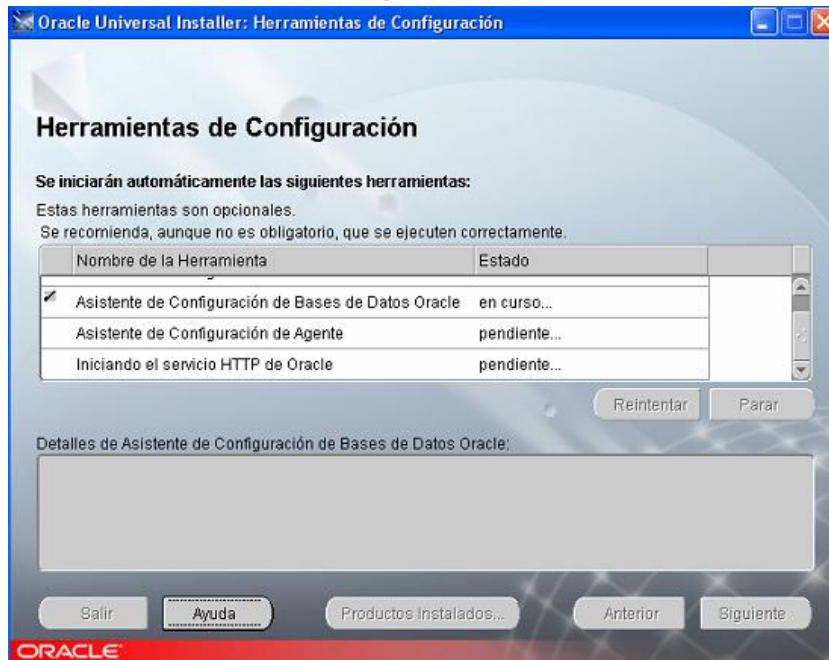 Oracle Universal Installer: Herramientas de Configuración
Herramientas de Configuración
Se iniciarán automáticamente las siguientes herramientas:
Estas herramientas son opcionales.
Se recomienda, aunque no es obligatorio, que se ejecuten correctamente.
Nombre de la Herramienta Estado
Asistente de Configuración de Bases de Datos Oracle en curso...
Asistente de Configuración de Agente pendiente...
Iniciando el servicio HTTP de Oracle pendiente...
Reintentar Parar
Detalles de Asistente de Configuración de Bases de Datos Oracle:
Salir Ayuda Productos Instalados... Anterior Siguiente
ORACLE